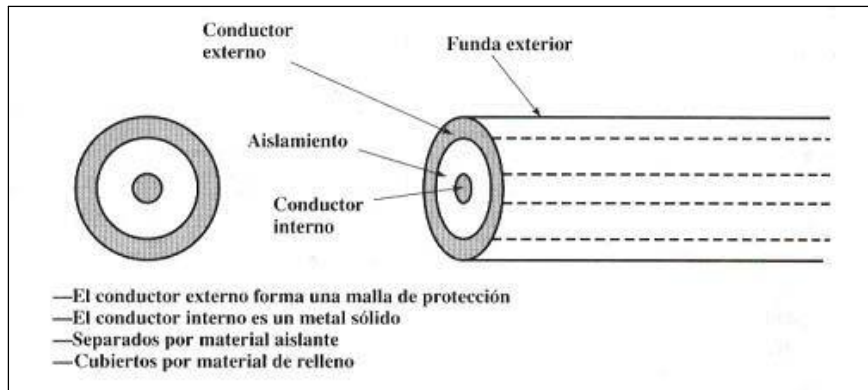 Conductor
externo
Funda exterior
Aislamiento
Conductor
interno
—El conductor externo forma una malla de protección
—El conductor interno es un metal sólido
—Separados por material aislante
—Cubiertos por material de relleno